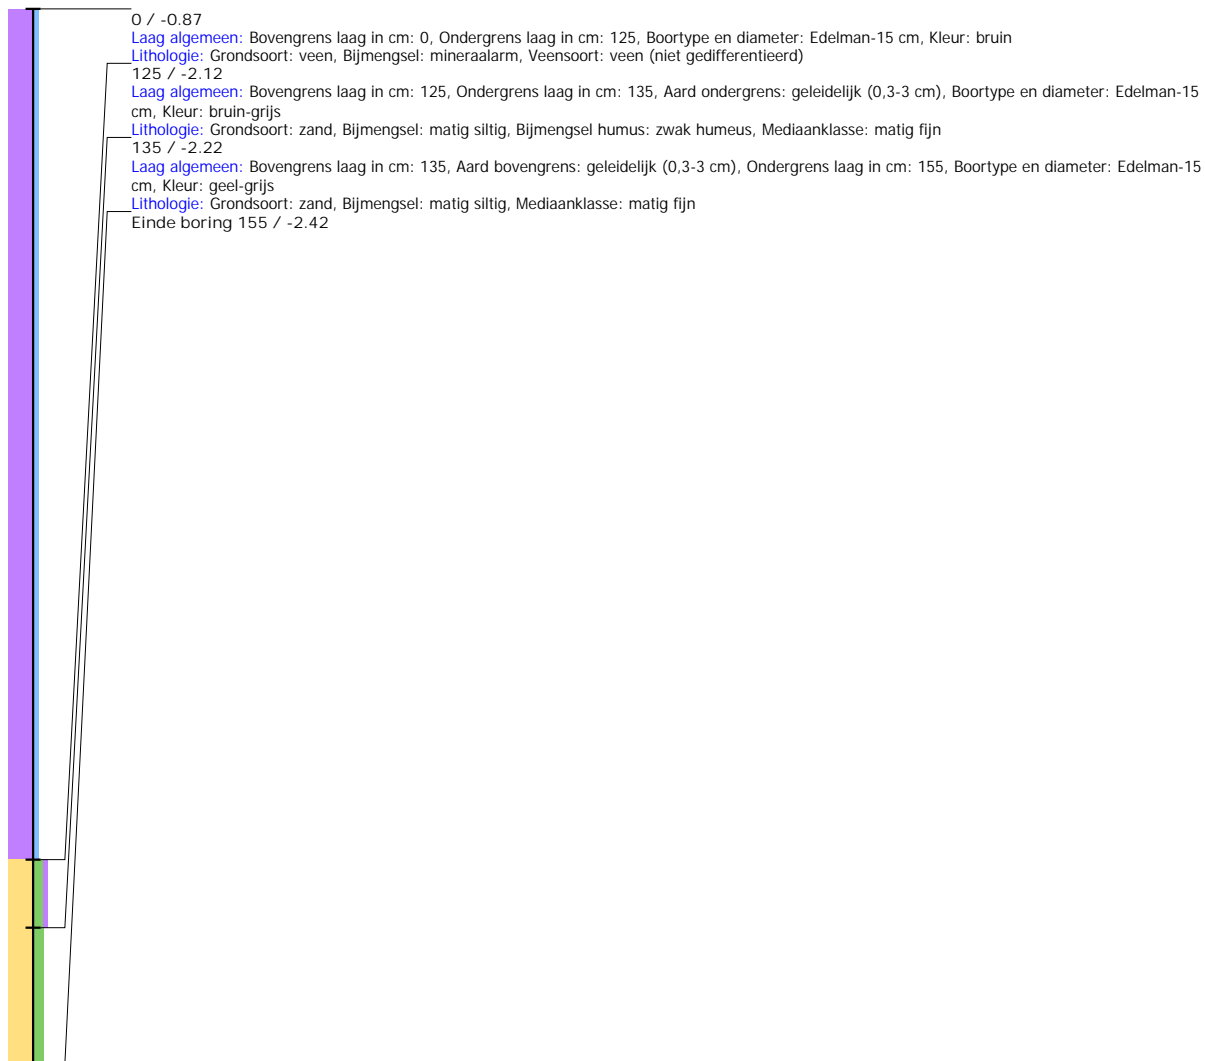 0 / -0.87
Laag algemeen: Bovengrens laag in cm: 0, Ondergrens laag in cm: 125, Boortype en diameter: Edelman-15 cm, Kleur: bruin
Lithologie: Grondsoort: veen, Bijmengsel: mineraalarm, Veensoort: veen (niet gedifferentieerd)
125 / -2.12
Laag algemeen: Bovengrens laag in cm: 125, Ondergrens laag in cm: 135, Aard ondergrens: geleidelijk (0,3-3 cm), Boortype en diameter: Edelman-15
cm, Kleur: bruin-grijs
Lithologie: Grondsoort: zand, Bijmengsel: matig siltig, Bijmengsel humus: zwak humeus, Mediaanklasse: matig fijn
135 / -2.22
Laag algemeen: Bovengrens laag in cm: 135, Aard bovengrens: geleidelijk (0,3-3 cm), Ondergrens laag in cm: 155, Boortype en diameter: Edelman-15
cm, Kleur: geel-grijs
Lithologie: Grondsoort: zand, Bijmengsel: matig siltig, Mediaanklasse: matig fijn
Einde boring 155 / -2.42